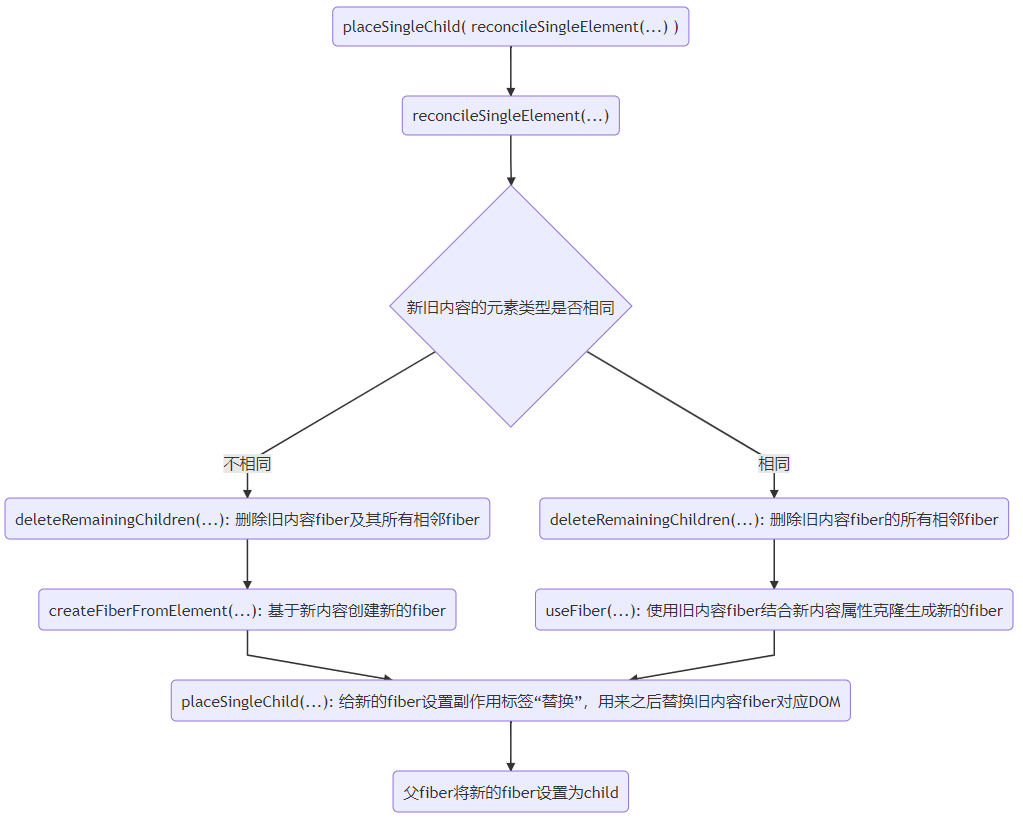 placeSingleChild( reconcileSingleElement(...) )
reconcileSingleElement(...)
新旧内容的元素类型是否相同
不相同
相同
deleteRemainingChildren(...): 删除旧内容fiber及其所有相邻fiber
deleteRemainingChildren(...): 删除旧内容fiber的所有相邻fiber
createFiberFromElement(...): 基于新内容创建新的fiber
useFiber(...): 使用旧内容fiber结合新内容属性克隆生成新的fiber
placeSingleChild(...): 给新的fiber设置副作用标签“替换”，用来之后替换旧内容fiber对应DOM
父fiber将新的fiber设置为child